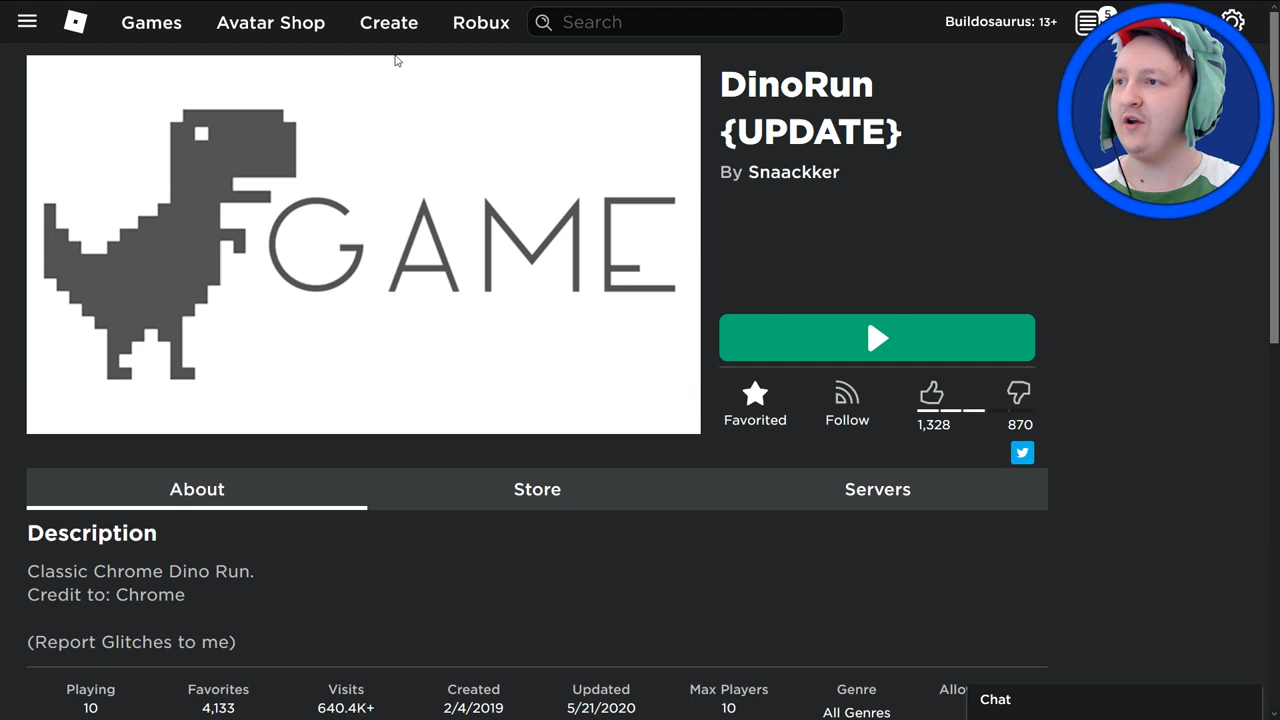 Games Avatar Shop Create Robux Search Buildosaurus: 13+ 5
GAME
DinoRun
{UPDATE}
By Snaackker
Favorited Follow 1,328 870
About Store Servers
Description
Classic Chrome Dino Run.
Credit to: Chrome
(Report Glitches to me)
Playing Favorites Visits Created Updated Max Players Genre Allo
10 4,133 640.4K+ 2/4/2019 5/21/2020 10 All Genres
Chat